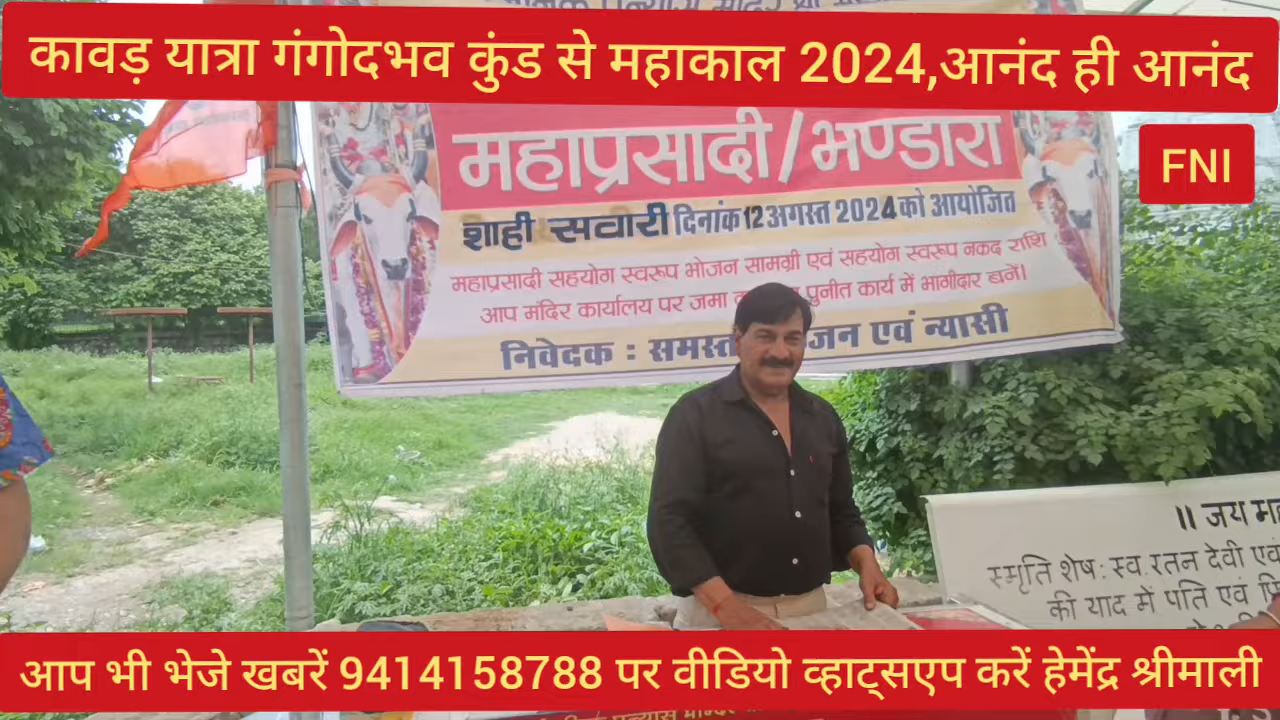 कावड़ यात्रा गंगोदभव कुंड से महाकाल 2024,आनंद ही आनंद
FNI
महाप्रसादी/भण्डारा
शाही सवारी दिनांक 12 अगस्त 2024 को आयोजित
महाप्रसादी सहयोग स्वरूप भोजन सामग्री एवं सहयोग स्वरूप नकद राशि
आप मंदिर कार्यालय पर जमा पुनीत कार्य में भागीदार बनें।
निवेदक : समस्त एवं न्यासी
॥ जय
स्मृति शेष : स्व. रतन देवी एवं
की याद में पति एवं
आप भी भेजे खबरें 9414158788 पर वीडियो व्हाट्सएप करें हेमेंद्र श्रीमाली